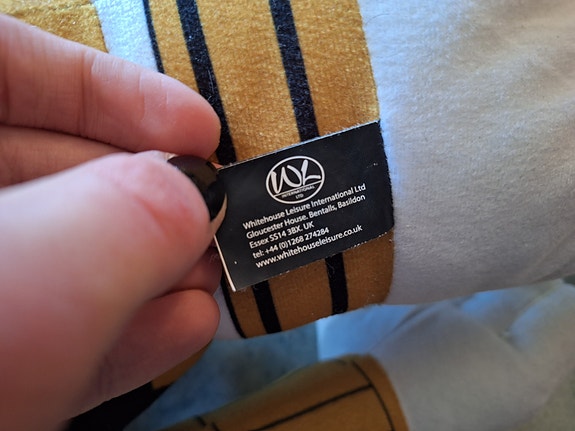 WL
INTERNATIONAL
LTD
Whitehouse Leisure International Ltd
Gloucester House. Bentalls, Basildon
Essex SS14 3BX. UK
tel: +44 (0)1268 274284
www.whitehouseleisure.co.uk